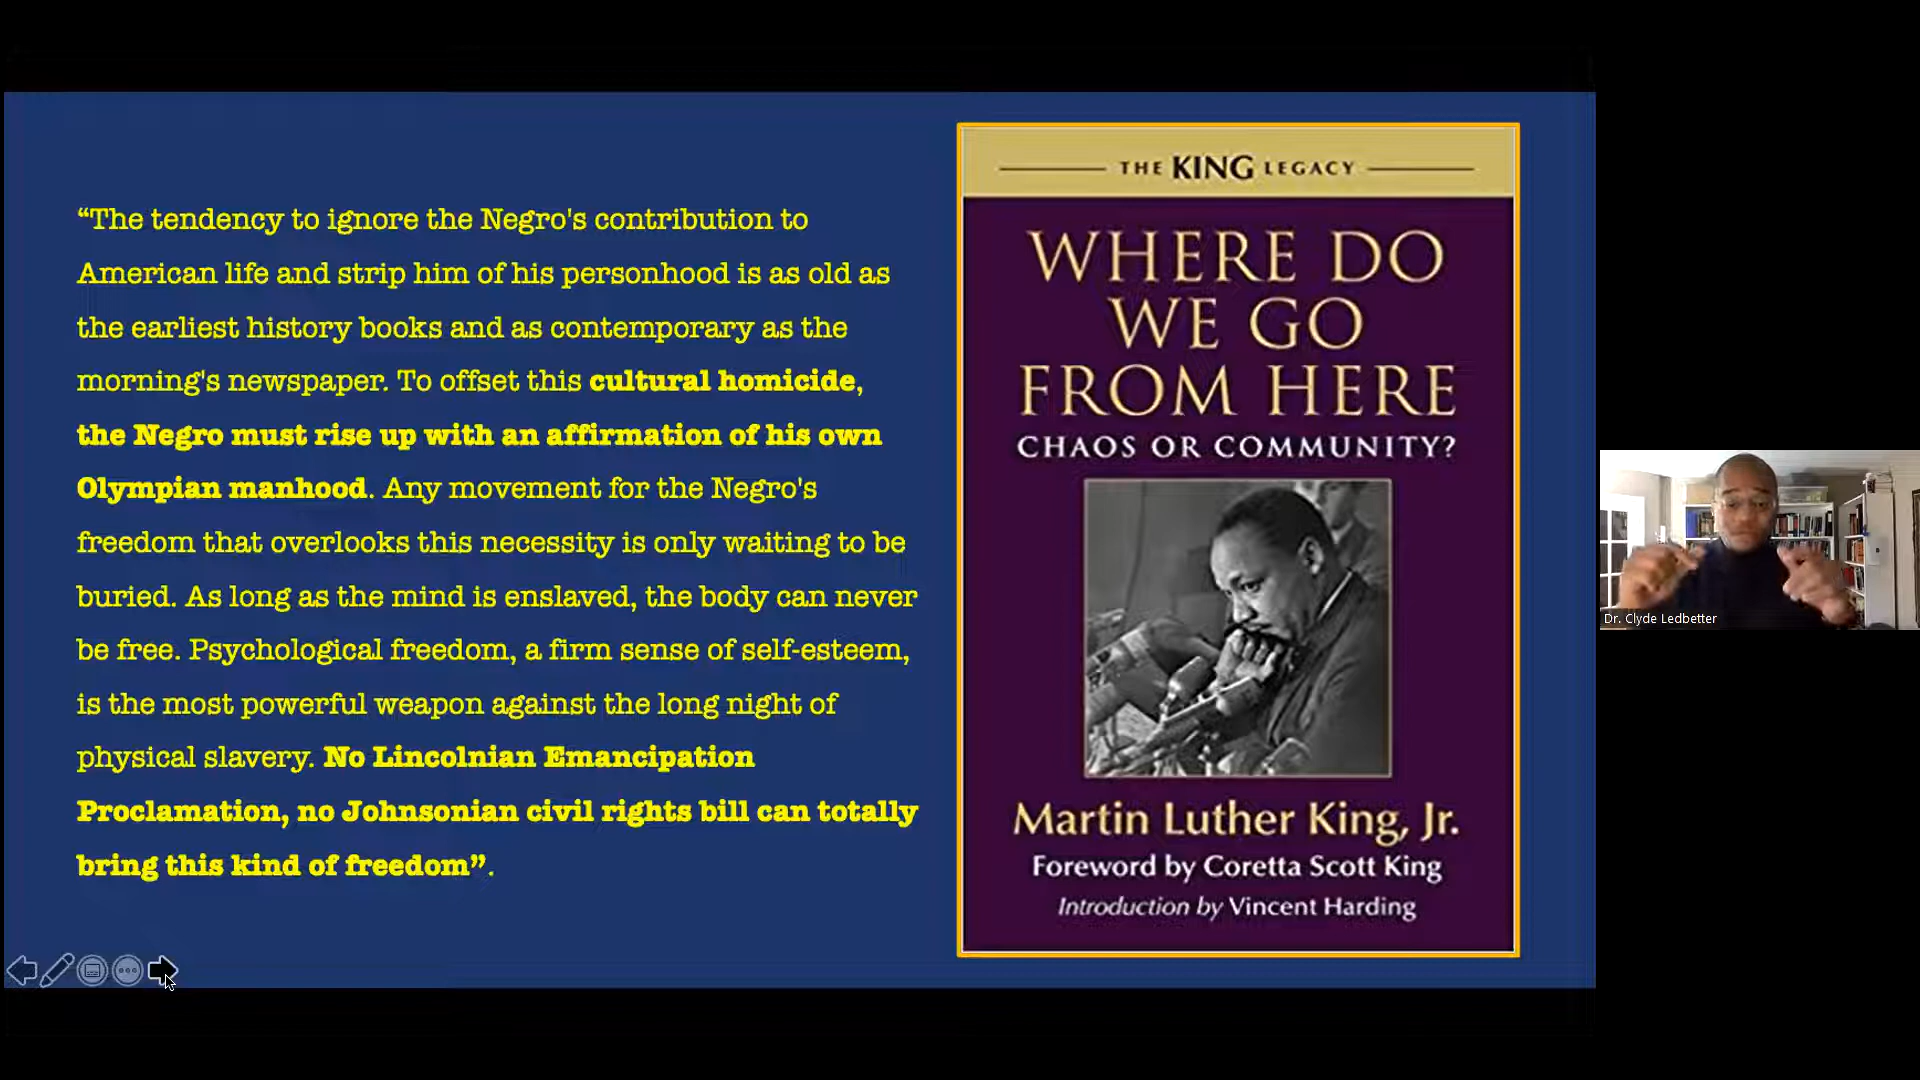 “The tendency to ignore the Negro's contribution to
American life and strip him of his personhood is as old as
the earliest history books and as contemporary as the
morning's newspaper. To offset this cultural homicide,
the Negro must rise up with an affirmation of his own
Olympian manhood. Any movement for the Negro's
freedom that overlooks this necessity is only waiting to be
buried. As long as the mind is enslaved, the body can never
be free. Psychological freedom, a firm sense of self-esteem,
is the most powerful weapon against the long night of
physical slavery. No Lincolnian Emancipation
Proclamation, no Johnsonian civil rights bill can totally
bring this kind of freedom”.
THE KING LEGACY
WHERE DO
WE GO
FROM HERE
CHAOS OR COMMUNITY?
Martin Luther King, Jr.
Foreword by Coretta Scott King
Introduction by Vincent Harding
Dr. Clyde Ledbetter